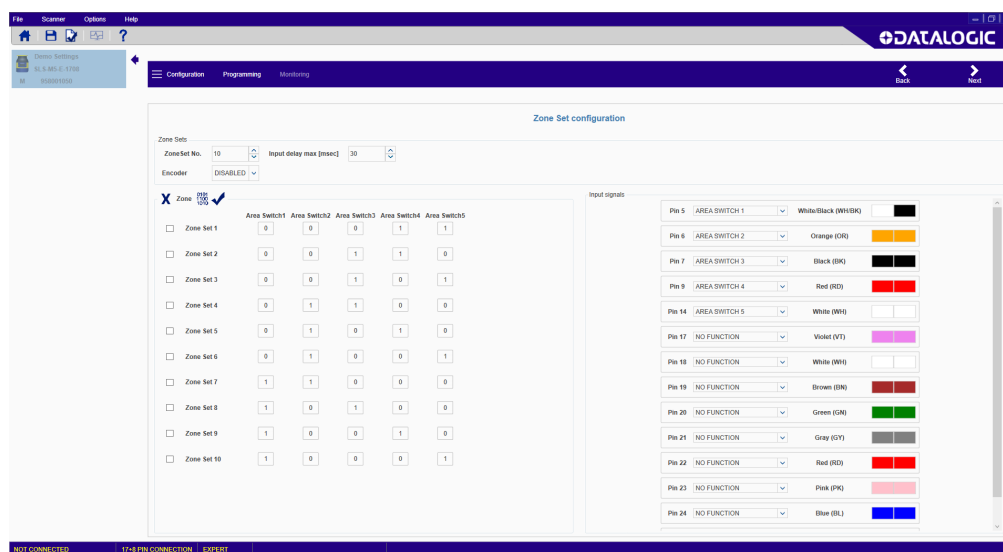 File Scanner Options Help
DATALOGIC
Demo Settings
M
Configuration Programming Monitoring
Back Next
Zone Set configuration
Zone Sets
ZoneSet No. 10 Input delay max [msec] 30
Encoder DISABLED
X Zone 0101 1100 1010
Area Switch1 Area Switch2 Area Switch3 Area Switch4 Area Switch5
Zone Set 1 0 0 0 1 1
Zone Set 2 0 0 1 1 0
Zone Set 3 0 0 1 0 1
Zone Set 4 0 1 1 0 0
Zone Set 5 0 1 0 1 0
Zone Set 6 0 1 0 0 1
Zone Set 7 1 1 0 0 0
Zone Set 8 1 0 1 0 0
Zone Set 9 1 0 0 1 0
Zone Set 10 1 0 0 0 1
Input signals
Pin 5 AREA SWITCH 1 White/Black (WH/BK)
Pin 6 AREA SWITCH 2 Orange (OR)
Pin 7 AREA SWITCH 3 Black (BK)
Pin 9 AREA SWITCH 4 Red (RD)
Pin 14 AREA SWITCH 5 White (WH)
Pin 17 NO FUNCTION Violet (VT)
Pin 18 NO FUNCTION White (WH)
Pin 19 NO FUNCTION Brown (BN)
Pin 20 NO FUNCTION Green (GN)
Pin 21 NO FUNCTION Gray (GY)
Pin 22 NO FUNCTION Red (RD)
Pin 23 NO FUNCTION Pink (PK)
Pin 24 NO FUNCTION Blue (BL)
NOT CONNECTED 17+8 PIN CONNECTION EXPERT